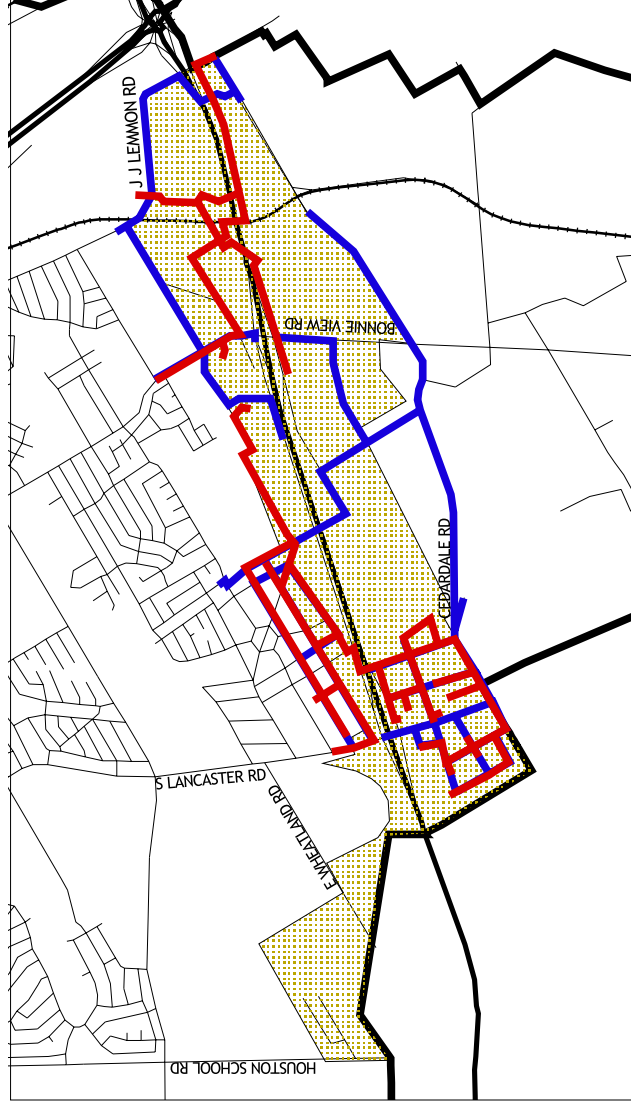 J J LEMMON RD
BONNIE VIEW RD
CEDARDALE RD
S LANCASTER RD
E WHEATLAND RD
HOUSTON SCHOOL RD